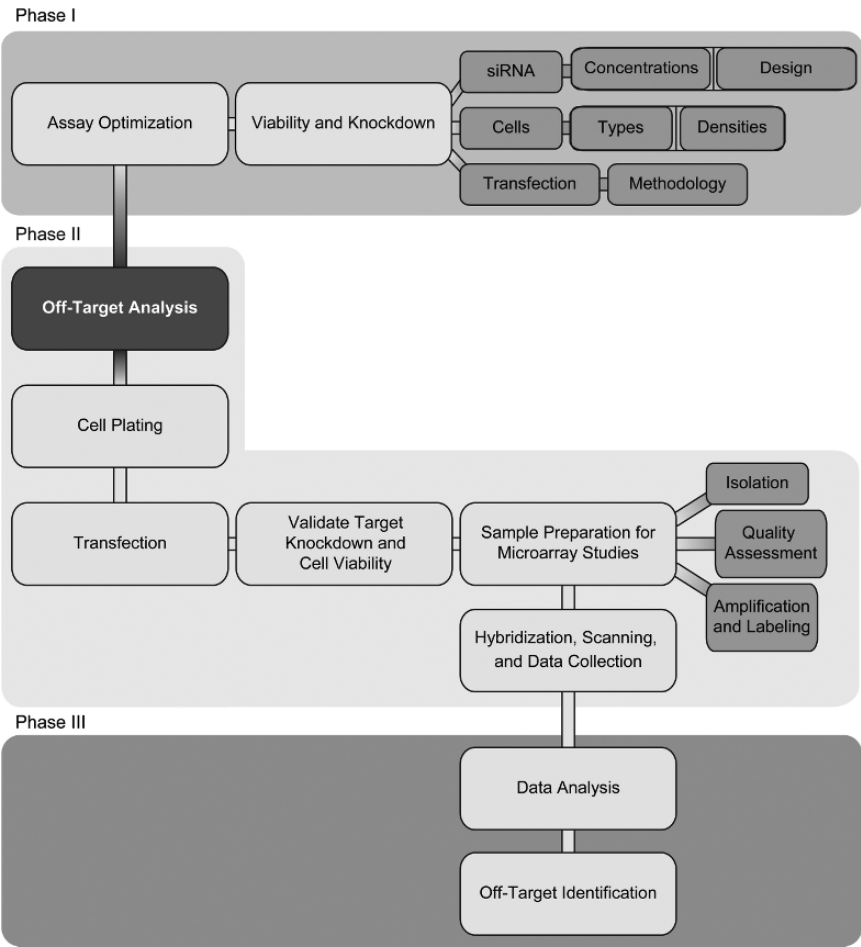 Phase I
siRNA
Concentrations
Design
Assay Optimization
Viability and Knockdown
Cells
Types
Densities
Transfection
Methodology
Phase II
Off-Target Analysis
Cell Plating
Transfection
Validate Target
Knockdown and
Cell Viability
Sample Preparation for
Microarray Studies
Isolation
Quality
Assessment
Amplification
and Labeling
Hybridization, Scanning,
and Data Collection
Phase III
Data Analysis
Off-Target Identification